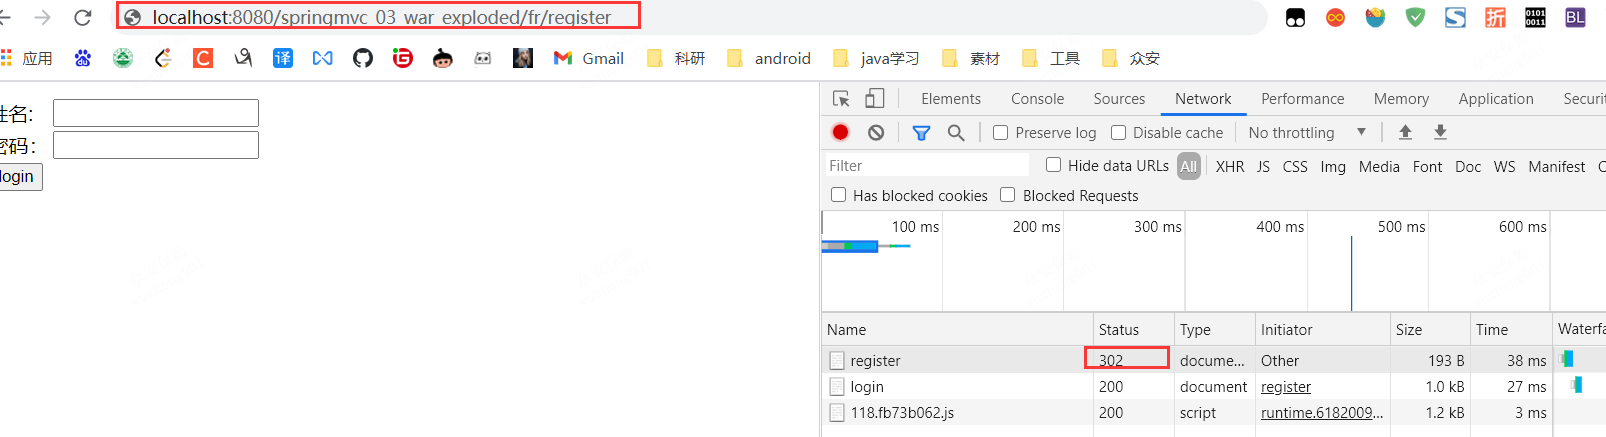 localhost:8080/springmvc_03_war_exploded/fr/register
BL
应用 Gmail 科研 android java学习 素材 工具 众安
姓名:
密码:
login
Elements Console Sources Network Performance Memory Application Securi
Preserve log Disable cache No throttling
Filter Hide data URLs All XHR JS CSS Img Media Font Doc WS Manifest
Has blocked cookies Blocked Requests
100 ms 200 ms 300 ms 400 ms 500 ms 600 ms
Name Status Type Initiator Size Time Waterfa
register 302 docume... Other 193 B 38 ms
login 200 document register 1.0 kB 27 ms
118.fb73b062.js 200 script runtime.6182009... 1.2 kB 3 ms